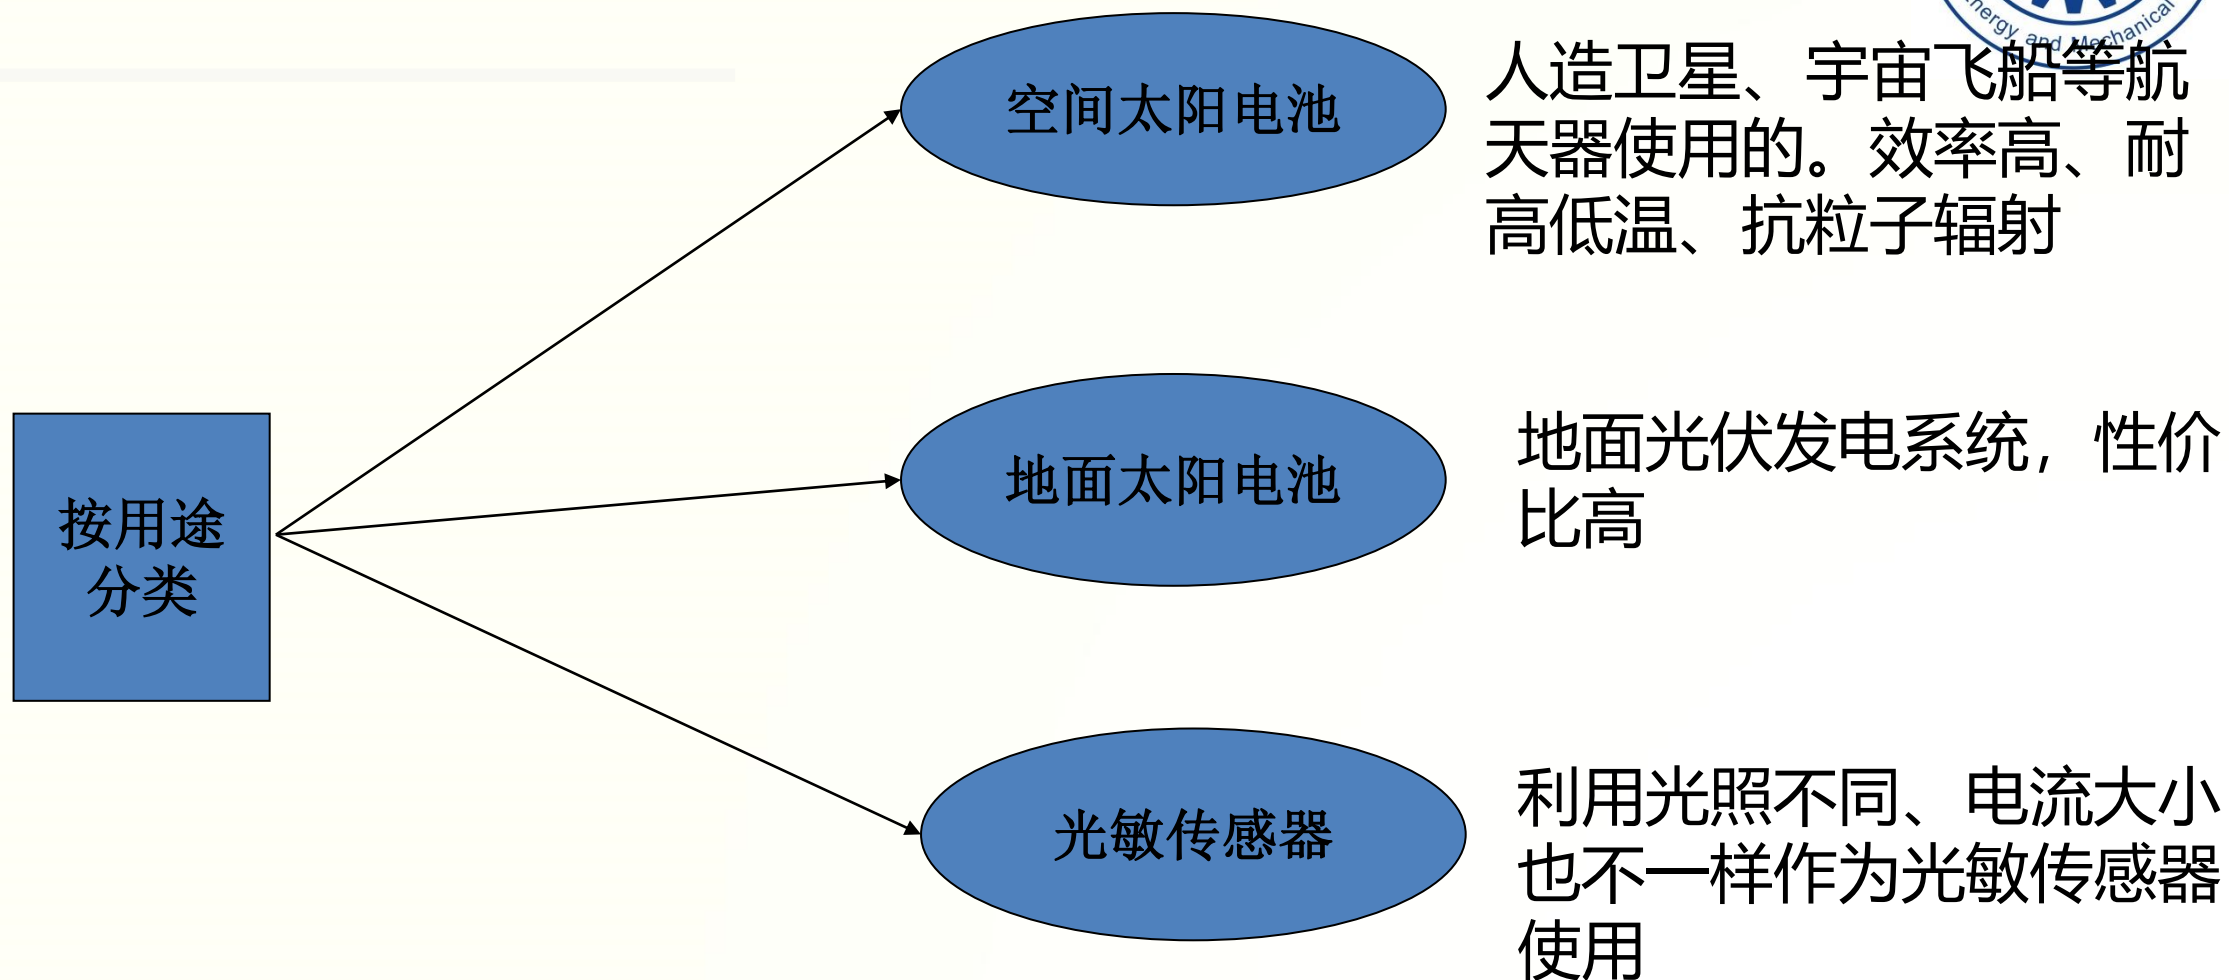 nergy and Mechanical
空间太阳电池
人造卫星、宇宙飞船等航
天器使用的。效率高、耐
高低温、抗粒子辐射
按用途
分类
地面太阳电池
地面光伏发电系统，性价
比高
光敏传感器
利用光照不同、电流大小
也不一样作为光敏传感器
使用